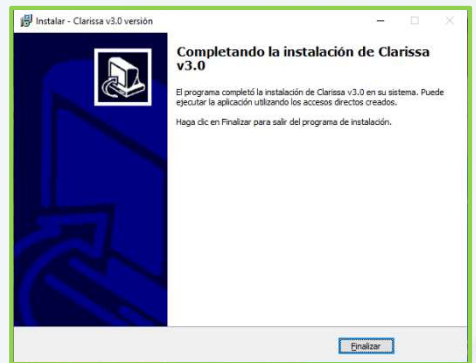 Instalar - Clarissa v3.0 versión
Completando la instalación de Clarissa
v3.0
El programa completó la instalación de Clarissa v3.0 en su sistema. Puede
ejecutar la aplicación utilizando los accesos directos creados.
Haga clic en Finalizar para salir del programa de instalación.
Finalizar